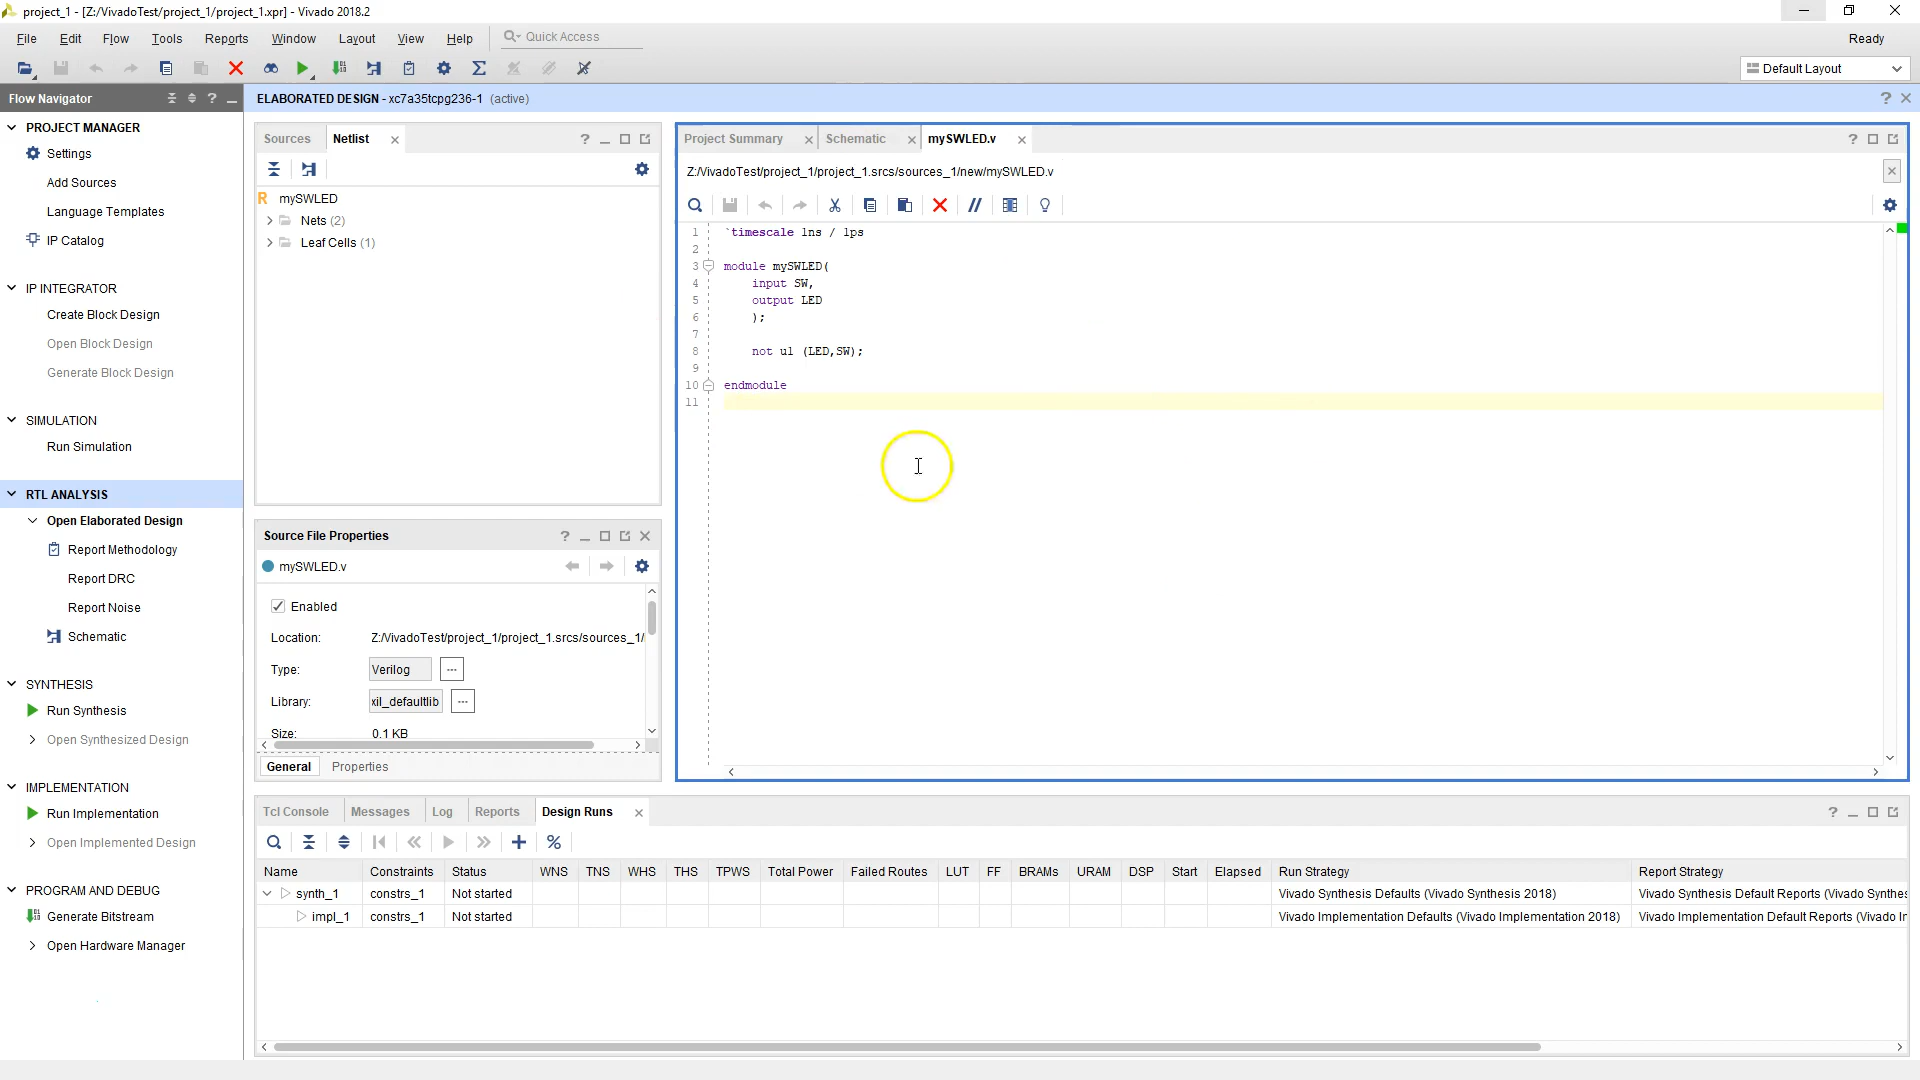 project_1 - [Z:/VivadoTest/project_1/project_1.xpr] - Vivado 2018.2
File Edit Flow Tools Reports Window Layout View Help Quick Access Ready
Default Layout
Flow Navigator
ELABORATED DESIGN - xc7a35tcpg236-1 (active)
PROJECT MANAGER
Settings
Add Sources
Language Templates
IP Catalog
IP INTEGRATOR
Create Block Design
Open Block Design
Generate Block Design
SIMULATION
Run Simulation
RTL ANALYSIS
Open Elaborated Design
Report Methodology
Report DRC
Report Noise
Schematic
SYNTHESIS
Run Synthesis
Open Synthesized Design
IMPLEMENTATION
Run Implementation
Open Implemented Design
PROGRAM AND DEBUG
Generate Bitstream
Open Hardware Manager
Sources Netlist
mySWLED
Nets (2)
Leaf Cells (1)
Source File Properties
mySWLED.v
Enabled
Location: Z:/VivadoTest/project_1/project_1.srcs/sources_1/
Type: Verilog
Library: xil_defaultlib
Size: 0.1 KB
General Properties
Project Summary Schematic mySWLED.v
Z:/VivadoTest/project_1/project_1.srcs/sources_1/new/mySWLED.v
1 `timescale 1ns / 1ps
2
3 module mySWLED(
4 input SW,
5 output LED
6 );
7
8 not u1 (LED,SW);
9
10 endmodule
11
Tcl Console Messages Log Reports Design Runs
Name Constraints Status WNS TNS WHS THS TPWS Total Power Failed Routes LUT FF BRAMs URAM DSP Start Elapsed Run Strategy Report Strategy
synth_1 constrs_1 Not started Vivado Synthesis Defaults (Vivado Synthesis 2018) Vivado Synthesis Default Reports (Vivado Synthes
impl_1 constrs_1 Not started Vivado Implementation Defaults (Vivado Implementation 2018) Vivado Implementation Default Reports (Vivado Ir